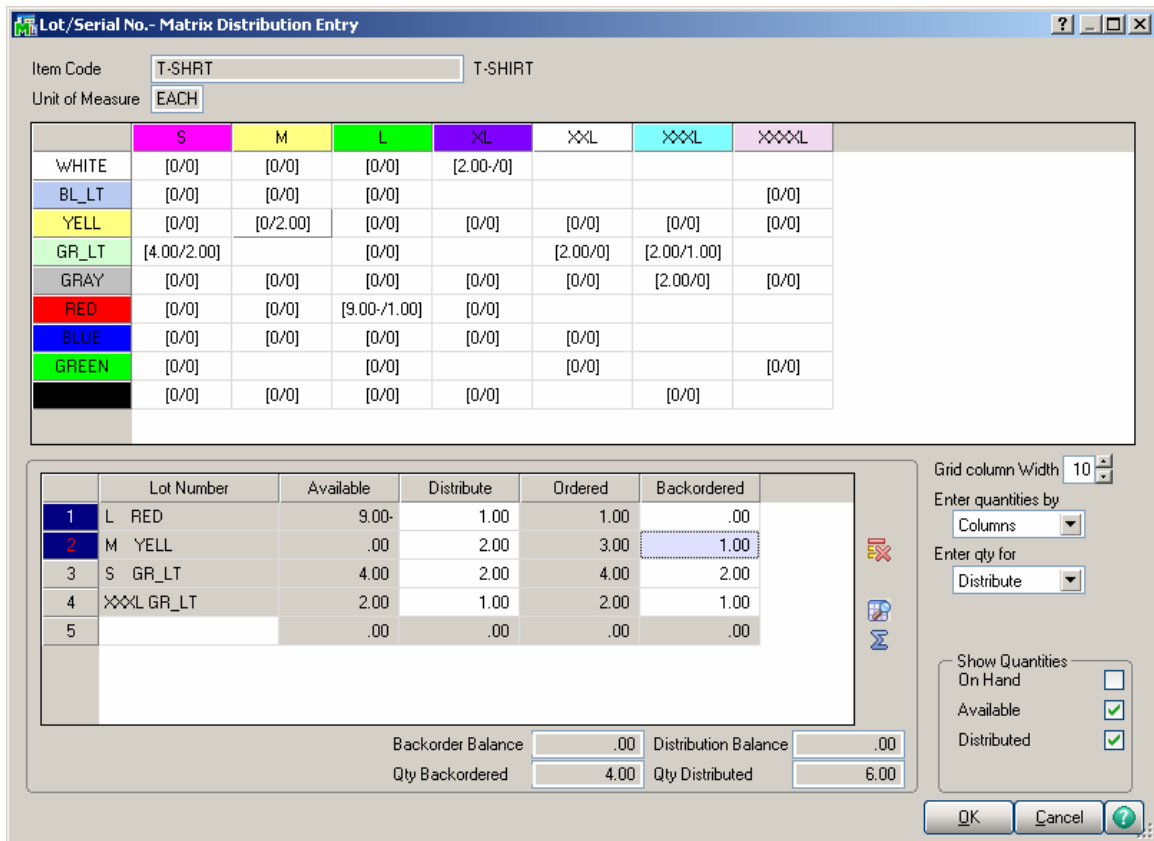 Lot/Serial No.- Matrix Distribution Entry
Item Code T-SHRT T-SHIRT
Unit of Measure EACH
S M L XL XXL XXXL XXXXL
WHITE [0/0] [0/0] [0/0] [2.00-/0]
BL_LT [0/0] [0/0] [0/0] [0/0]
YELL [0/0] [0/2.00] [0/0] [0/0] [0/0] [0/0] [0/0]
GR_LT [4.00/2.00] [0/0] [2.00/0] [2.00/1.00]
GRAY [0/0] [0/0] [0/0] [0/0] [0/0] [2.00/0] [0/0]
RED [0/0] [0/0] [9.00-/1.00] [0/0]
BLUE [0/0] [0/0] [0/0] [0/0] [0/0]
GREEN [0/0] [0/0] [0/0] [0/0]
[0/0] [0/0] [0/0] [0/0] [0/0]
Lot Number Available Distribute Ordered Backordered
1 L RED 9.00- 1.00 1.00 .00
2 M YELL .00 2.00 3.00 1.00
3 S GR_LT 4.00 2.00 4.00 2.00
4 XXXL GR_LT 2.00 1.00 2.00 1.00
5 .00 .00 .00 .00
Backorder Balance .00 Distribution Balance .00
Qty Backordered 4.00 Qty Distributed 6.00
Grid column Width 10
Enter quantities by
Columns
Enter qty for
Distribute
Show Quantities
On Hand
Available
Distributed
OK Cancel